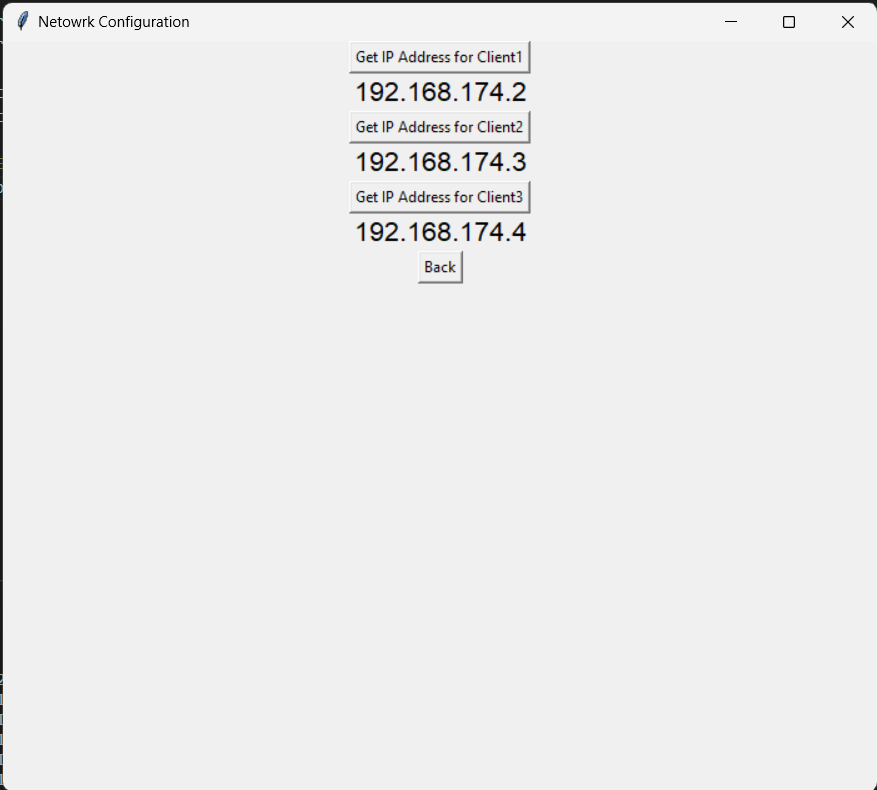 Netowrk Configuration
Get IP Address for Client1
192.168.174.2
Get IP Address for Client2
192.168.174.3
Get IP Address for Client3
192.168.174.4
Back